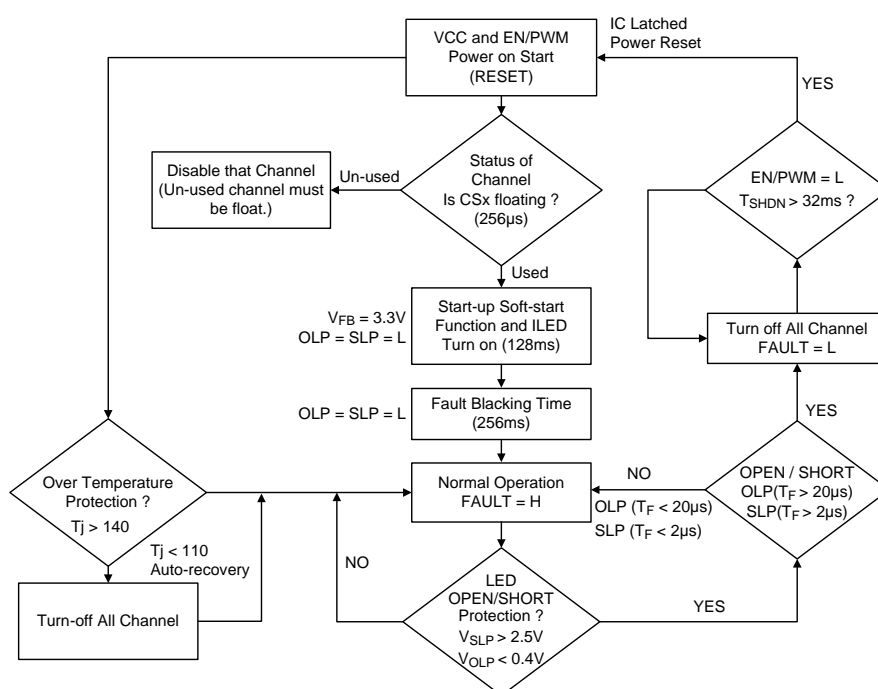 IC Latched
Power Reset
VCC and EN/PWM
Power on Start
(RESET)
YES
Status of
Channel
Is CSx floating ?
(256µs)
Un-used
Disable that Channel
(Un-used channel must
be float.)
EN/PWM = L
TSHDN > 32ms ?
Used
VFB = 3.3V
OLP = SLP = L
Start-up Soft-start
Function and ILED
Turn on (128ms)
Turn off All Channel
FAULT = L
OLP = SLP = L
Fault Blacking Time
(256ms)
YES
Over Temperature
Protection ?
Tj > 140
Normal Operation
FAULT = H
NO
OLP (TF < 20µs)
SLP (TF < 2µs)
OPEN / SHORT
OLP(TF > 20µs)
SLP(TF > 2µs)
Tj < 110
Auto-recovery
NO
Turn-off All Channel
LED
OPEN/SHORT
Protection ?
VSLP > 2.5V
VOLP < 0.4V
YES